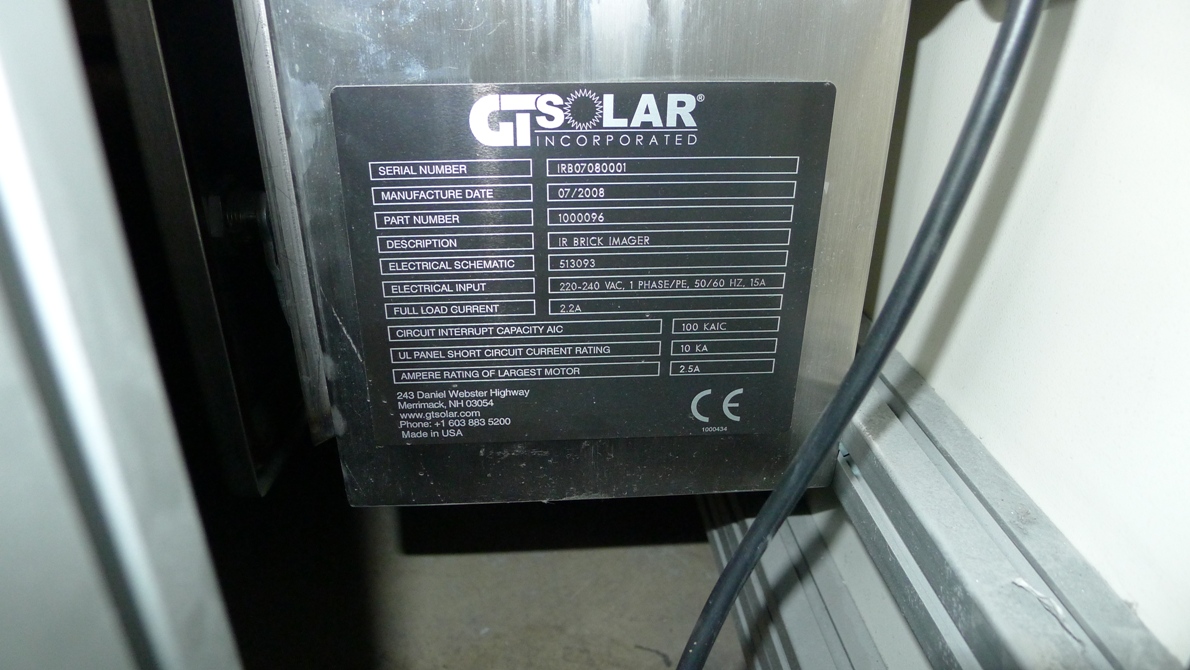 GT SOLAR®
INCORPORATED
SERIAL NUMBER IRB07080001
MANUFACTURE DATE 07/2008
PART NUMBER 1000096
DESCRIPTION IR BRICK IMAGER
ELECTRICAL SCHEMATIC 513093
ELECTRICAL INPUT 220-240 VAC, 1 PHASE/PE, 50/60 HZ, 15A
FULL LOAD CURRENT 2.2A
CIRCUIT INTERRUPT CAPACITY AIC 100 KAIC
UL PANEL SHORT CIRCUIT CURRENT RATING 10 KA
AMPERE RATING OF LARGEST MOTOR 2.5A
243 Daniel Webster Highway
Merrimack, NH 03054
www.gtsolar.com
Phone: +1 603 883 5200
Made in USA
CE
1000434